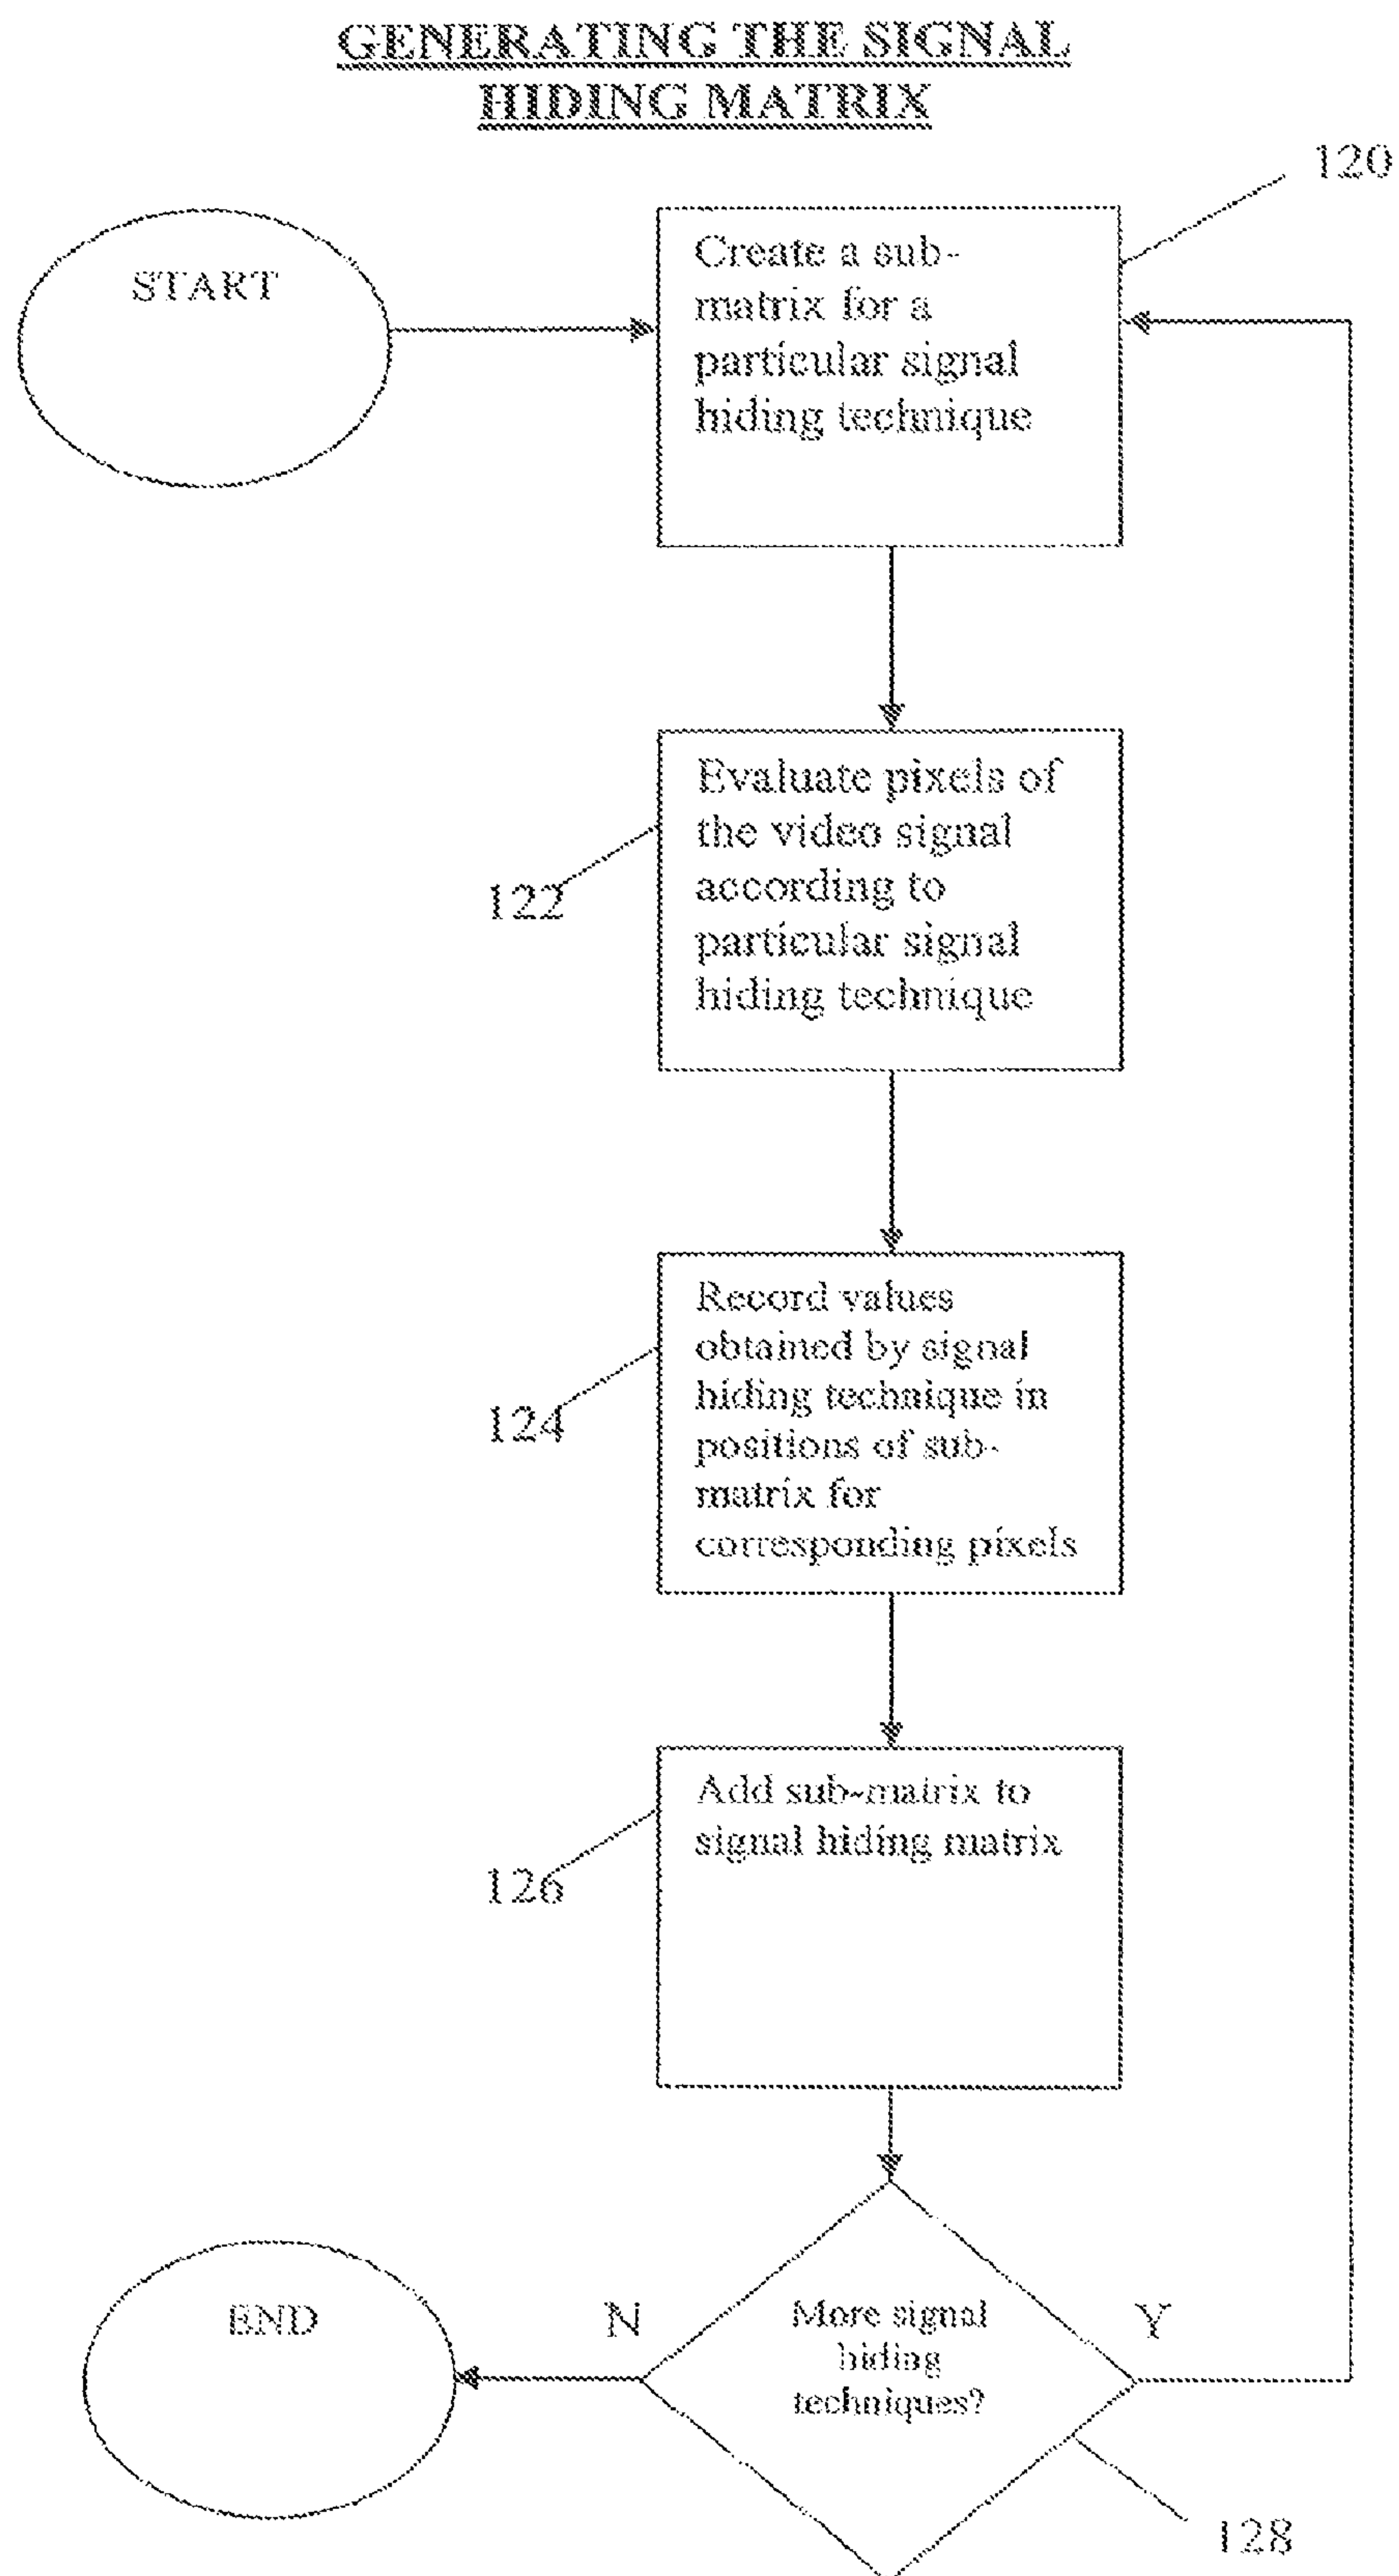 GENERATING THE SIGNAL
HIDING MATRIX
120
START
Create a sub-
matrix for a
particular signal
hiding technique
Evaluate pixels of
the video signal
according to
particular signal
hiding technique
122
Record values
obtained by signal
hiding technique in
positions of sub-
matrix for
corresponding pixels
124
Add sub-matrix to
signal hiding matrix
126
END
N
More signal
hiding
techniques?
Y
128